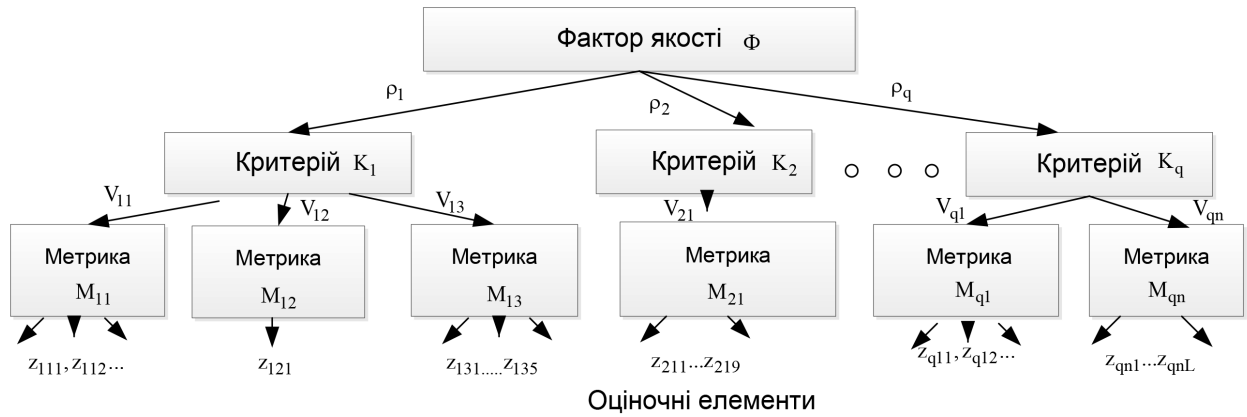 Фактор якості Ф
ρ₁ ρ₂ ρq
Критерій K₁ Критерій K₂ Критерій Kq
V₁₁ V₁₂ V₁₃ V₂₁ Vq1 Vqn
Метрика Метрика Метрика Метрика Метрика Метрика
M₁₁ M₁₂ M₁₃ M₂₁ Mq1 Mqn
z₁₁₁, z₁₁₂... z₁₂₁ z₁₃₁.....z₁₃₅ z₂₁₁...z₂₁₉ zq11, zq12... zqn1...zqnL
Оціночні елементи